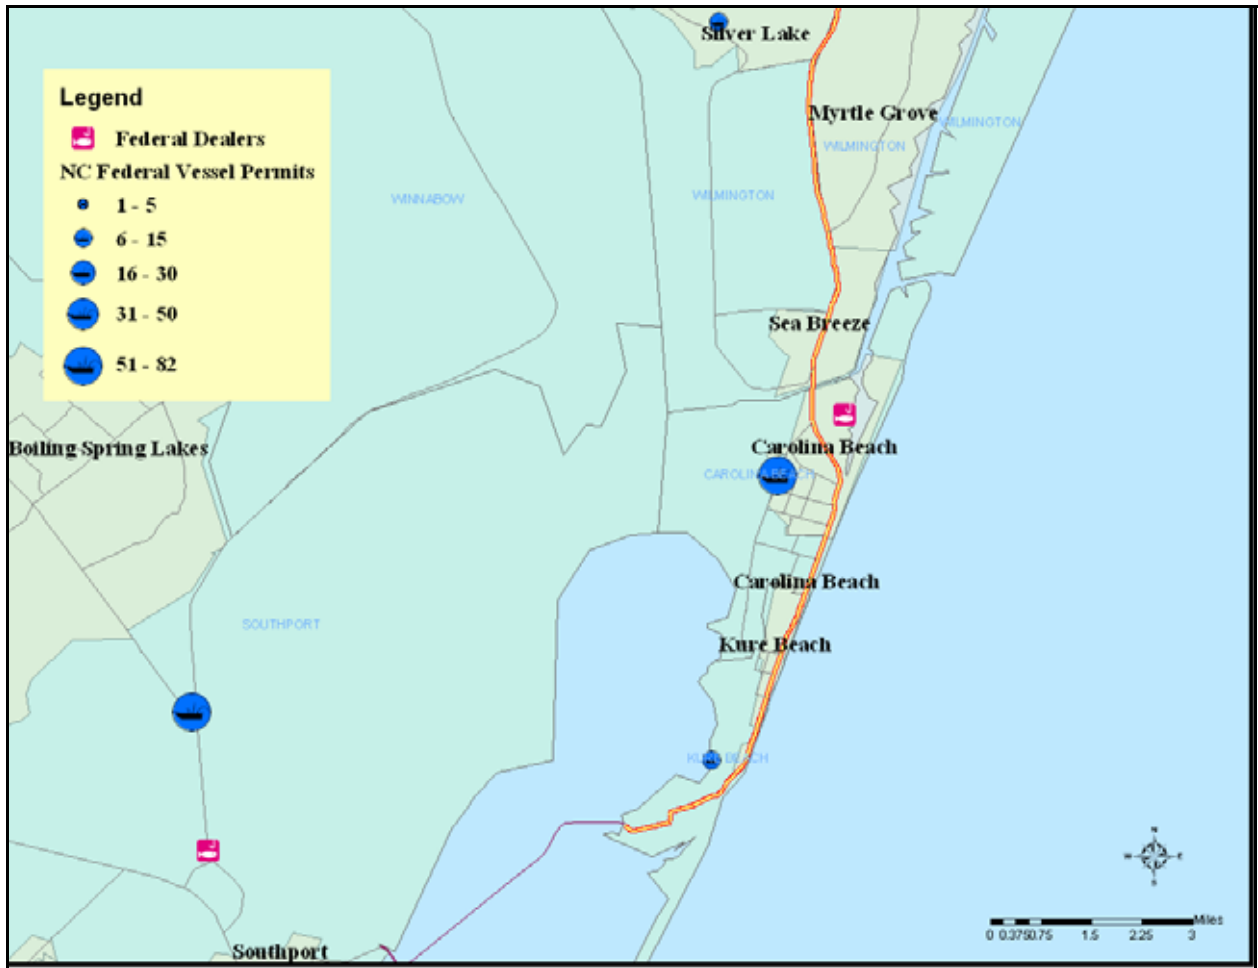 Silver Lake
Legend
Federal Dealers
NC Federal Vessel Permits
1 - 5
6 - 15
16 - 30
31 - 50
51 - 82
Myrtle Grove
WILMINGTON
WILMINGTON
WINNABOW
WILMINGTON
Sea Breeze
Boiling Spring Lakes
Carolina Beach
CAROLINA BEACH
Carolina Beach
SOUTHPORT
Kure Beach
KURE BEACH
N
W
E
S
Miles
0 0.375 0.75 1.5 2.25 3
Southport